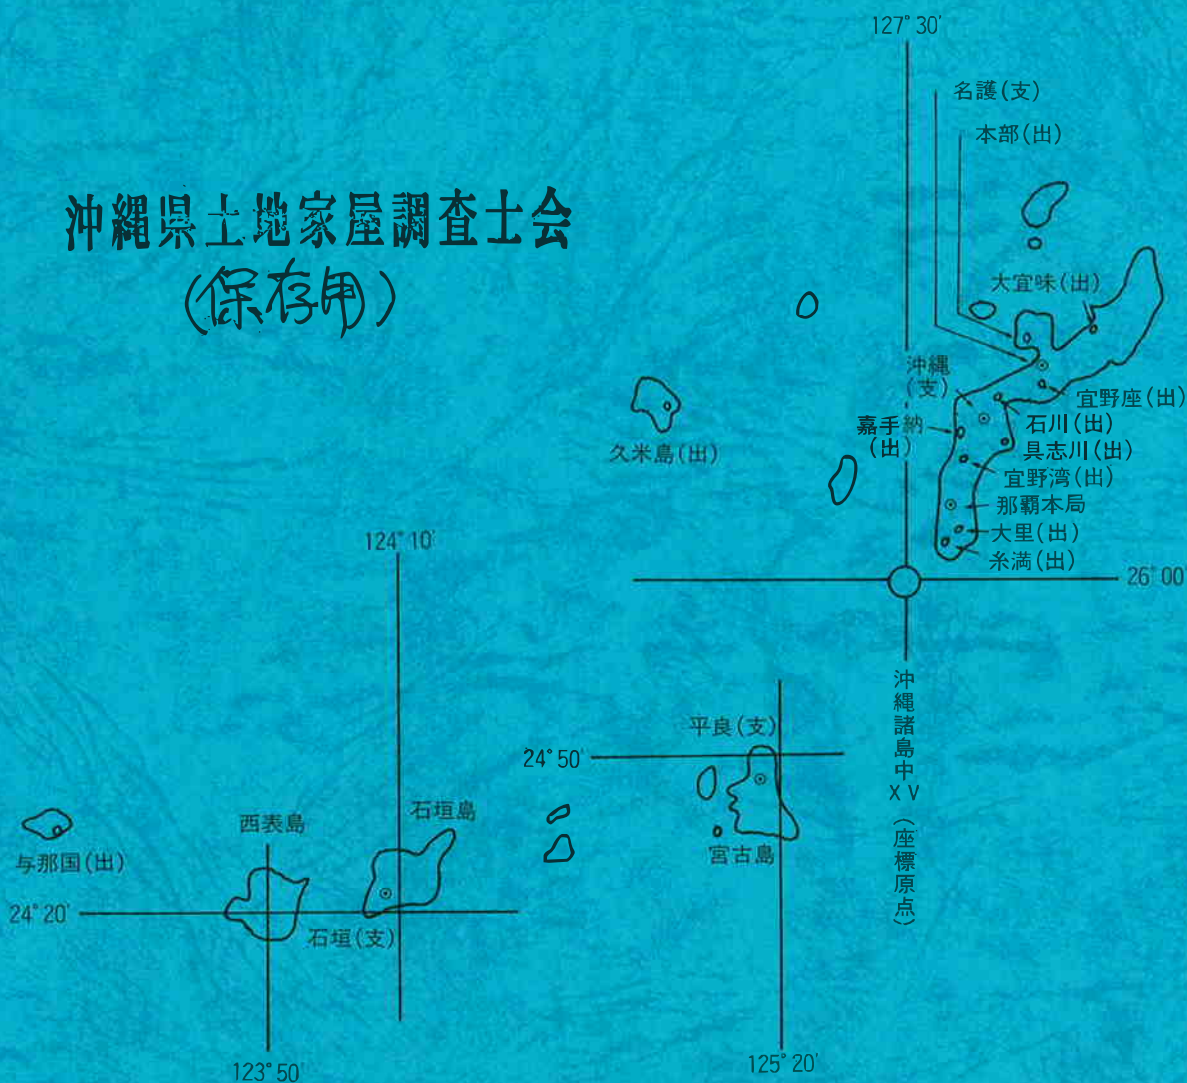 沖縄県土地家屋調査士会
(保存用)
127°30′
名護(支)
本部(出)
大宜味(出)
沖縄
(支)
宜野座(出)
嘉手納
(出)
石川(出)
具志川(出)
宜野湾(出)
那覇本局
大里(出)
糸満(出)
久米島(出)
26°00′
124°10′
沖縄諸島中XV(座標原点)
平良(支)
24°50′
宮古島
125°20′
西表島
石垣島
与那国(出)
24°20′
石垣(支)
123°50′